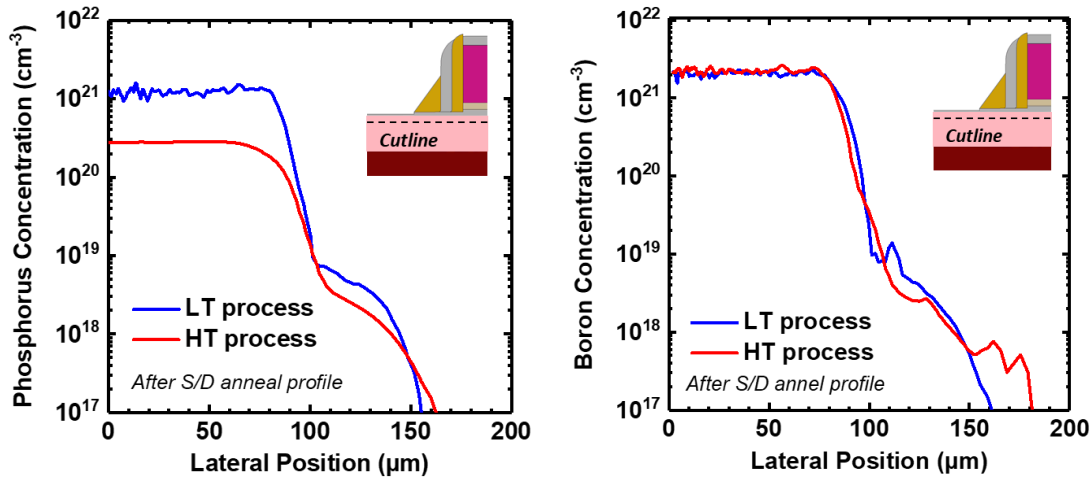 10^22
10^21
10^20
10^19
10^18
10^17
Phosphorus Concentration (cm^-3)
Cutline
LT process
HT process
After S/D anneal profile
0 50 100 150 200
Lateral Position (μm)
10^22
10^21
10^20
10^19
10^18
10^17
Boron Concentration (cm^-3)
Cutline
LT process
HT process
After S/D annel profile
0 50 100 150 200
Lateral Position (μm)